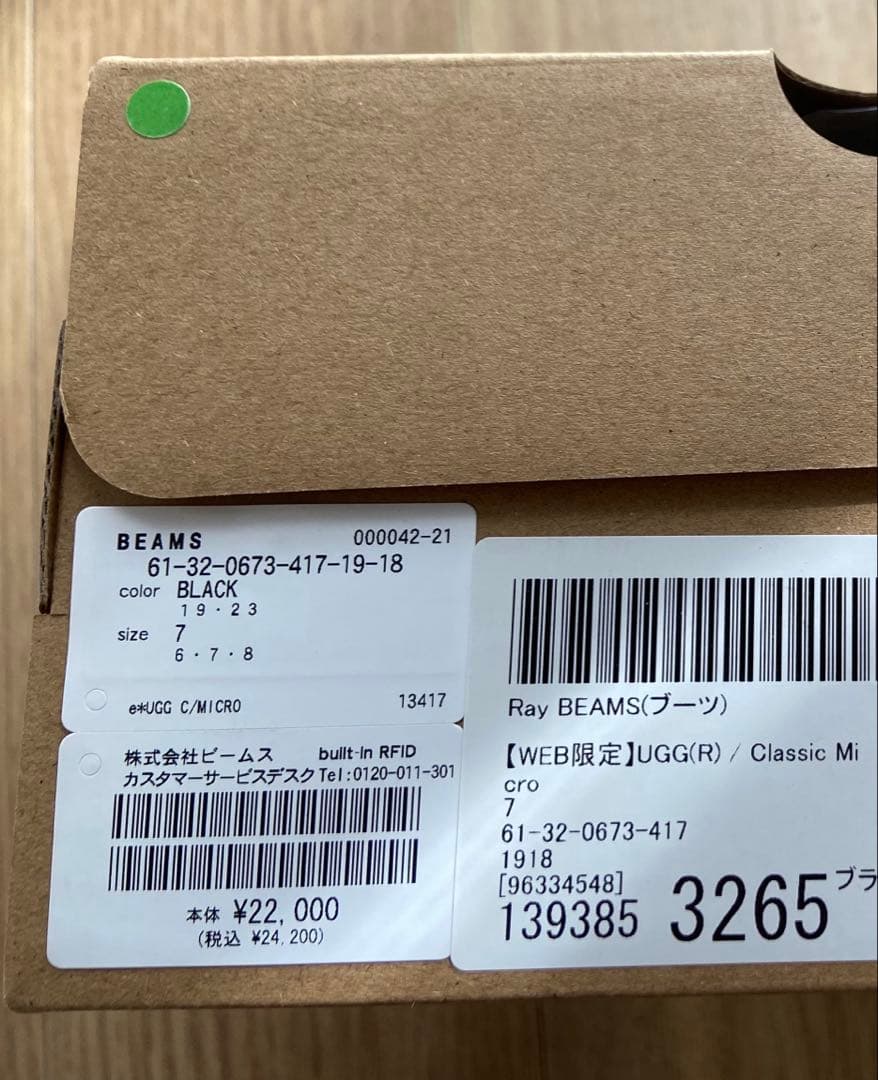 BEAMS 000042-21
61-32-0673-417-19-18
color BLACK
19・23
size 7
6・7・8
e*UGG C/MICRO 13417
株式会社ビームス built-in RFID
カスタマーサービスデスク Tel:0120-011-301
本体 ¥22,000
(税込 ¥24,200)
Ray BEAMS(ブーツ)
【WEB限定】UGG(R) / Classic Mi
cro
7
61-32-0673-417
1918
[96334548]
139385 3265 ブラ